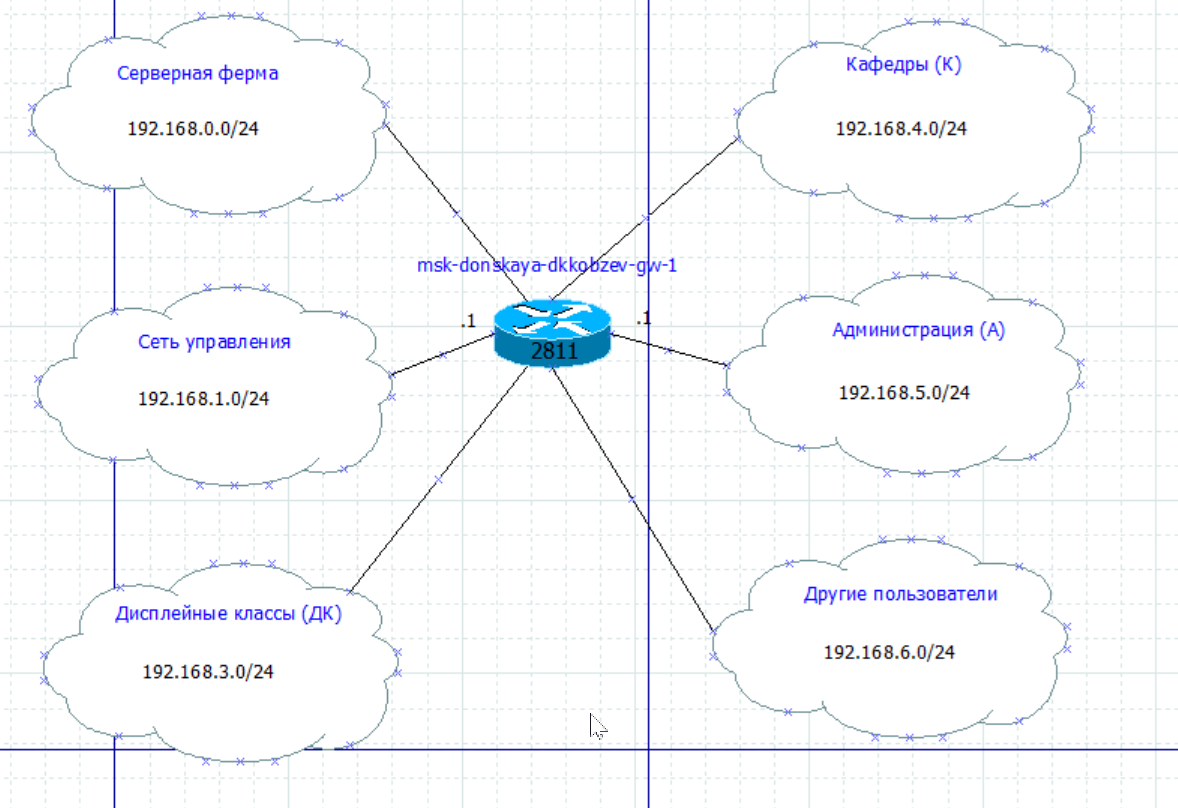 Серверная ферма
192.168.0.0/24
Кафедры (К)
192.168.4.0/24
msk-donskaya-dkkobzev-gw-1
.1
.1
2811
Сеть управления
192.168.1.0/24
Администрация (А)
192.168.5.0/24
Дисплейные классы (ДК)
192.168.3.0/24
Другие пользователи
192.168.6.0/24